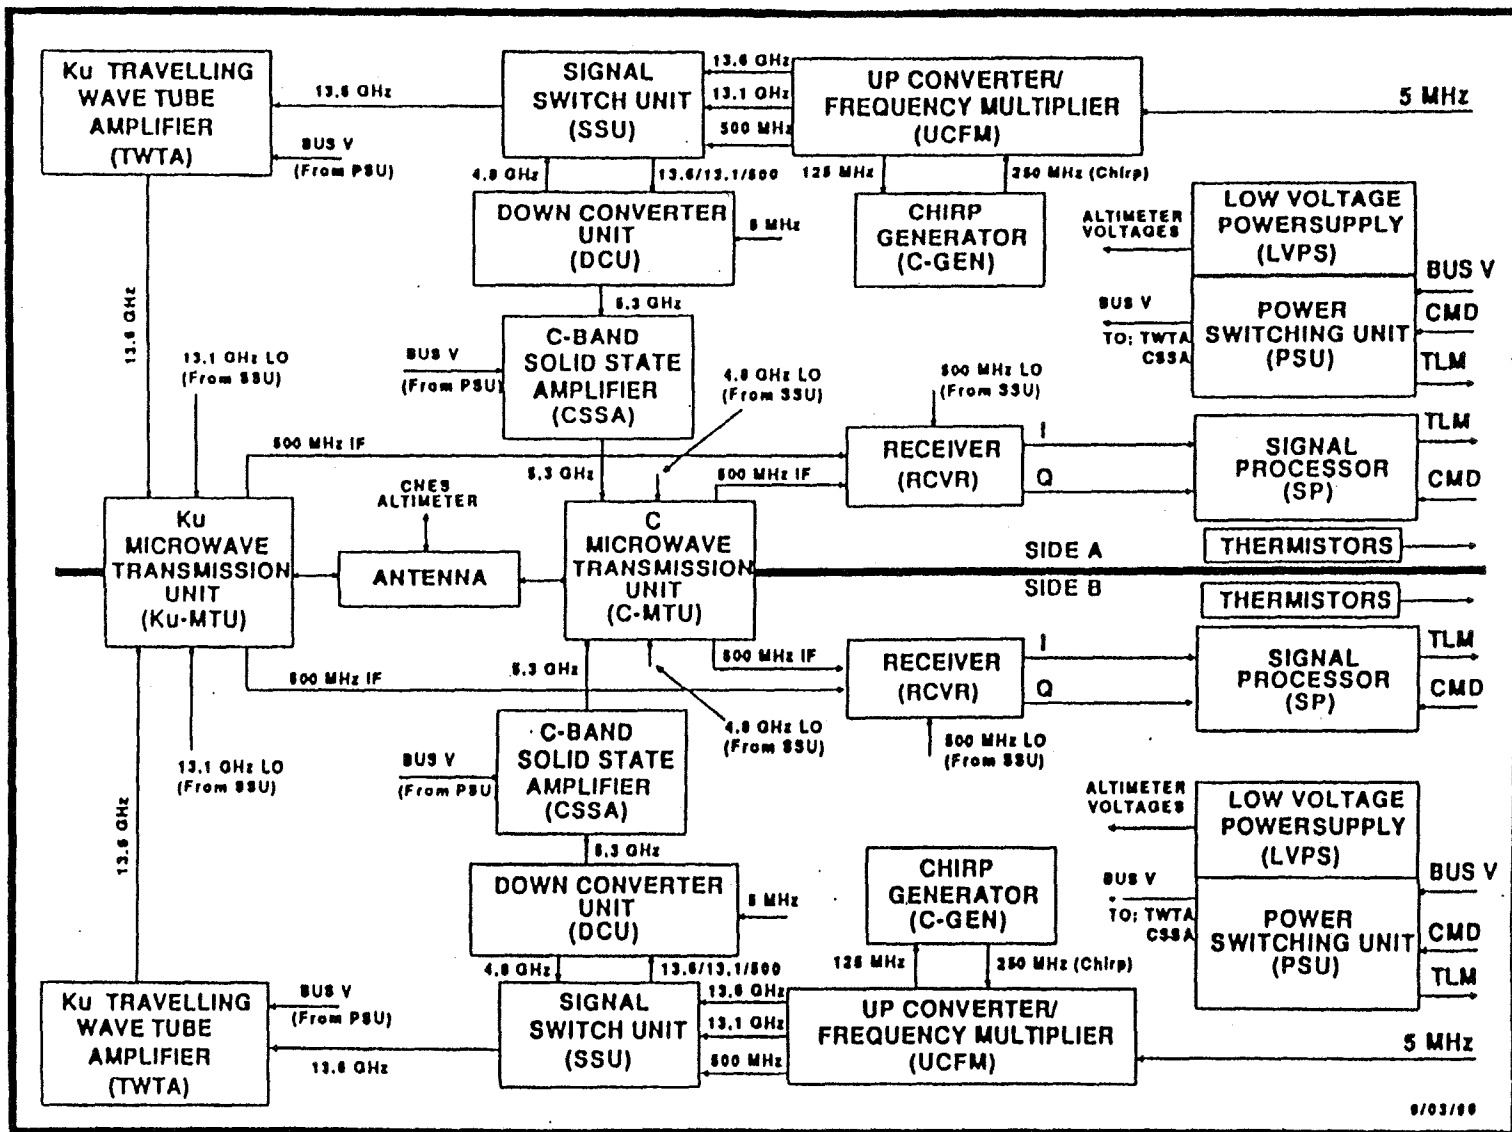 Ku TRAVELLING
WAVE TUBE
AMPLIFIER
(TWTA)
13.6 GHz
BUS V
(From PSU)
SIGNAL
SWITCH UNIT
(SSU)
13.6 GHz
13.1 GHz
500 MHz
UP CONVERTER/
FREQUENCY MULTIPLIER
(UCFM)
5 MHz
4.8 GHz
13.6/13.1/500
125 MHz
250 MHz (Chirp)
DOWN CONVERTER
UNIT
(DCU)
5 MHz
CHIRP
GENERATOR
(C-GEN)
ALTIMETER
VOLTAGES
LOW VOLTAGE
POWERSUPPLY
(LVPS)
BUS V
CMD
TLM
BUS V
TO; TWTA
CSSA
POWER
SWITCHING UNIT
(PSU)
13.6 GHz
5.3 GHz
13.1 GHz LO
(From SSU)
BUS V
(From PSU)
C-BAND
SOLID STATE
AMPLIFIER
(CSSA)
4.8 GHz LO
(From SSU)
500 MHz LO
(From SSU)
500 MHz IF
5.3 GHz
500 MHz IF
RECEIVER
(RCVR)
I
Q
SIGNAL
PROCESSOR
(SP)
TLM
CMD
CNES
ALTIMETER
Ku
MICROWAVE
TRANSMISSION
UNIT
(Ku-MTU)
ANTENNA
C
MICROWAVE
TRANSMISSION
UNIT
(C-MTU)
SIDE A
THERMISTORS
SIDE B
THERMISTORS
500 MHz IF
5.3 GHz
500 MHz IF
RECEIVER
(RCVR)
I
Q
SIGNAL
PROCESSOR
(SP)
TLM
CMD
13.1 GHz LO
(From SSU)
BUS V
(From PSU)
C-BAND
SOLID STATE
AMPLIFIER
(CSSA)
4.8 GHz LO
(From SSU)
500 MHz LO
(From SSU)
13.6 GHz
5.3 GHz
ALTIMETER
VOLTAGES
LOW VOLTAGE
POWERSUPPLY
(LVPS)
DOWN CONVERTER
UNIT
(DCU)
5 MHz
CHIRP
GENERATOR
(C-GEN)
BUS V
TO; TWTA
CSSA
POWER
SWITCHING UNIT
(PSU)
BUS V
CMD
TLM
4.8 GHz
13.6/13.1/500
125 MHz
250 MHz (Chirp)
Ku TRAVELLING
WAVE TUBE
AMPLIFIER
(TWTA)
BUS V
(From PSU)
13.6 GHz
SIGNAL
SWITCH UNIT
(SSU)
13.6 GHz
13.1 GHz
500 MHz
UP CONVERTER/
FREQUENCY MULTIPLIER
(UCFM)
5 MHz